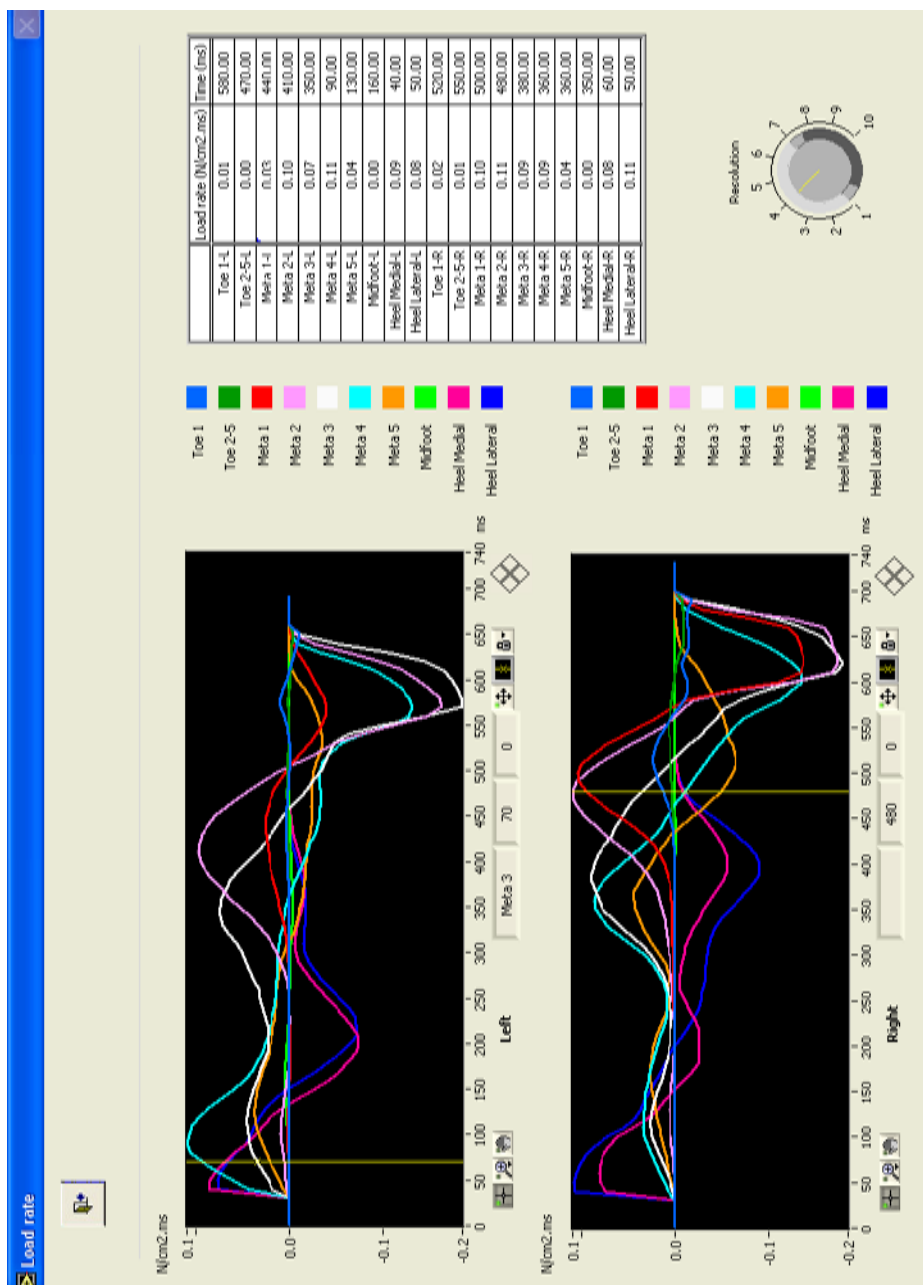 Load rate
N/cm2.ms
0.1
0.0
-0.1
-0.2
0 50 100 150 200 250 300 350 400 450 500 550 600 650 700 740 ms
Left
Meta 3 70 0
Toe 1
Toe 2-5
Meta 1
Meta 2
Meta 3
Meta 4
Meta 5
Midfoot
Heel Medial
Heel Lateral
N/cm2.ms
0.1
0.0
-0.1
-0.2
0 50 100 150 200 250 300 350 400 450 500 550 600 650 700 740 ms
Right
480 0
Toe 1
Toe 2-5
Meta 1
Meta 2
Meta 3
Meta 4
Meta 5
Midfoot
Heel Medial
Heel Lateral
Load rate (N/cm2.ms) Time (ms)
Toe 1-L 0.01 580.00
Toe 2-5-L 0.00 470.00
Meta 1-L 0.03 440.00
Meta 2-L 0.10 410.00
Meta 3-L 0.07 350.00
Meta 4-L 0.11 90.00
Meta 5-L 0.04 130.00
Midfoot-L 0.00 160.00
Heel Medial-L 0.09 40.00
Heel Lateral-L 0.08 50.00
Toe 1-R 0.02 520.00
Toe 2-5-R 0.01 550.00
Meta 1-R 0.10 500.00
Meta 2-R 0.11 480.00
Meta 3-R 0.09 380.00
Meta 4-R 0.09 360.00
Meta 5-R 0.04 360.00
Midfoot-R 0.00 350.00
Heel Medial-R 0.08 60.00
Heel Lateral-R 0.11 50.00
Resolution
1 2 3 4 5 6 7 8 9 10